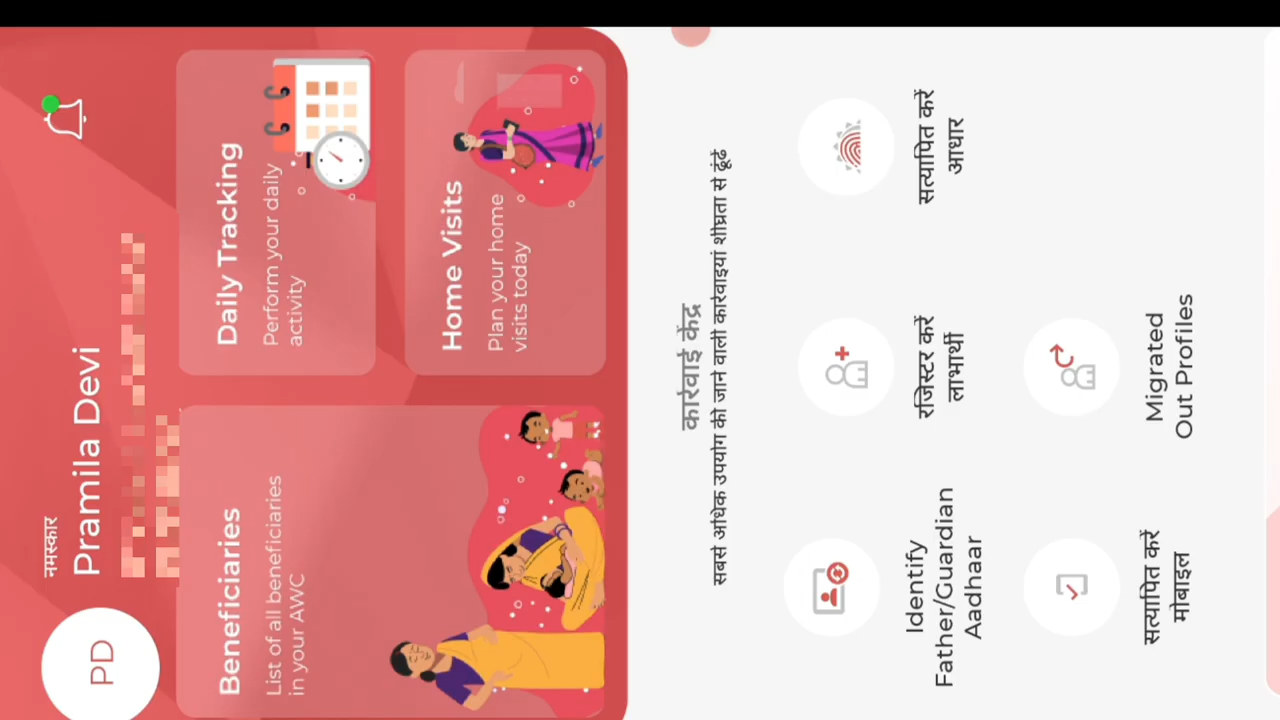 नमस्कार
Pramila Devi
PD
Beneficiaries
List of all beneficiaries
in your AWC
Daily Tracking
Perform your daily
activity
Home Visits
Plan your home
visits today
कार्रवाई केंद्र
सबसे अधिक उपयोग की जाने वाली कार्रवाइयां शीघ्रता से ढूंढें
Identify
Father/Guardian
Aadhaar
रजिस्टर करें
लाभार्थी
सत्यापित करें
आधार
सत्यापित करें
मोबाइल
Migrated
Out Profiles